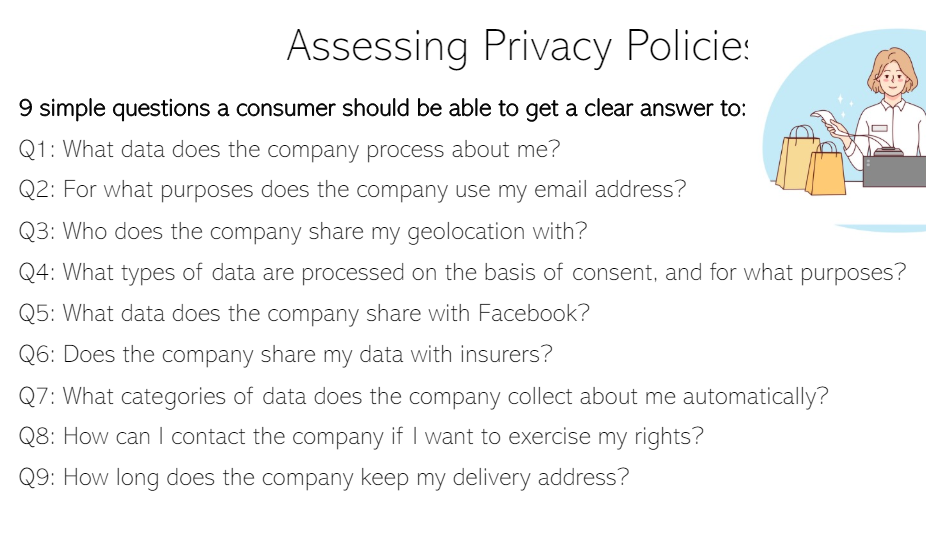 Assessing Privacy Policies
9 simple questions a consumer should be able to get a clear answer to:
Q1: What data does the company process about me?
Q2: For what purposes does the company use my email address?
Q3: Who does the company share my geolocation with?
Q4: What types of data are processed on the basis of consent, and for what purposes?
Q5: What data does the company share with Facebook?
Q6: Does the company share my data with insurers?
Q7: What categories of data does the company collect about me automatically?
Q8: How can I contact the company if I want to exercise my rights?
Q9: How long does the company keep my delivery address?